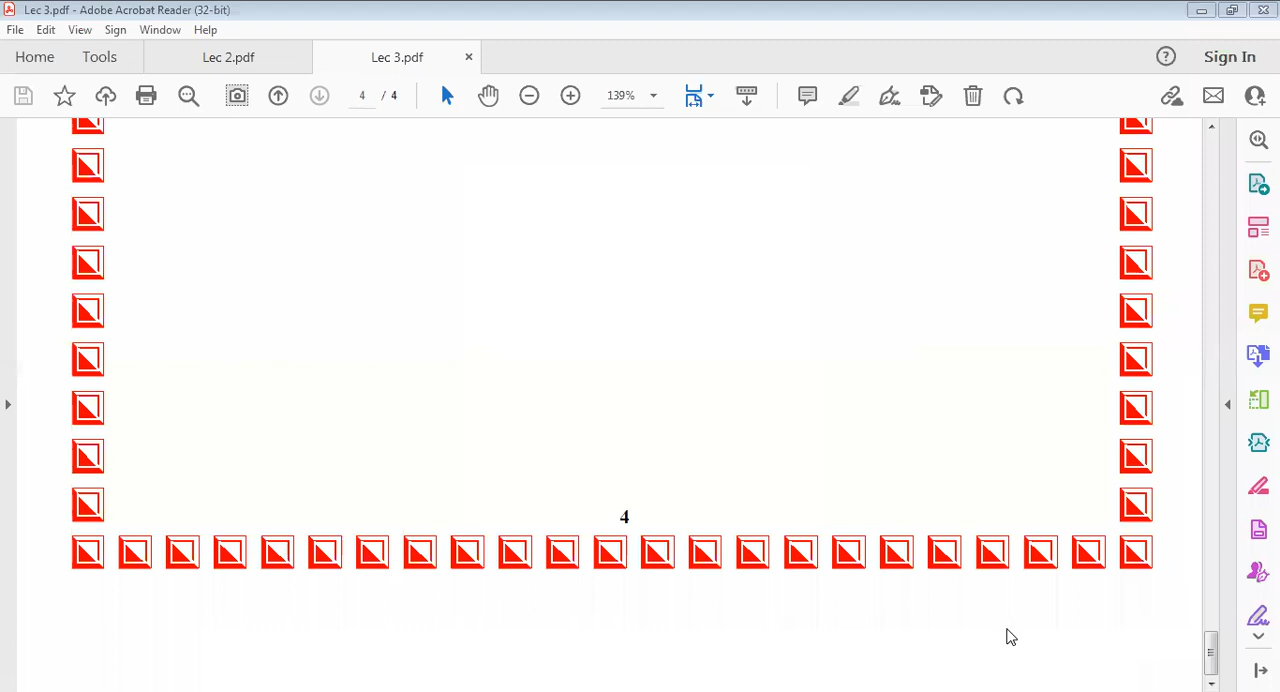 Lec 3.pdf - Adobe Acrobat Reader (32-bit)
File Edit View Sign Window Help
Home Tools Lec 2.pdf Lec 3.pdf × ? Sign In
4 / 4 139%
4